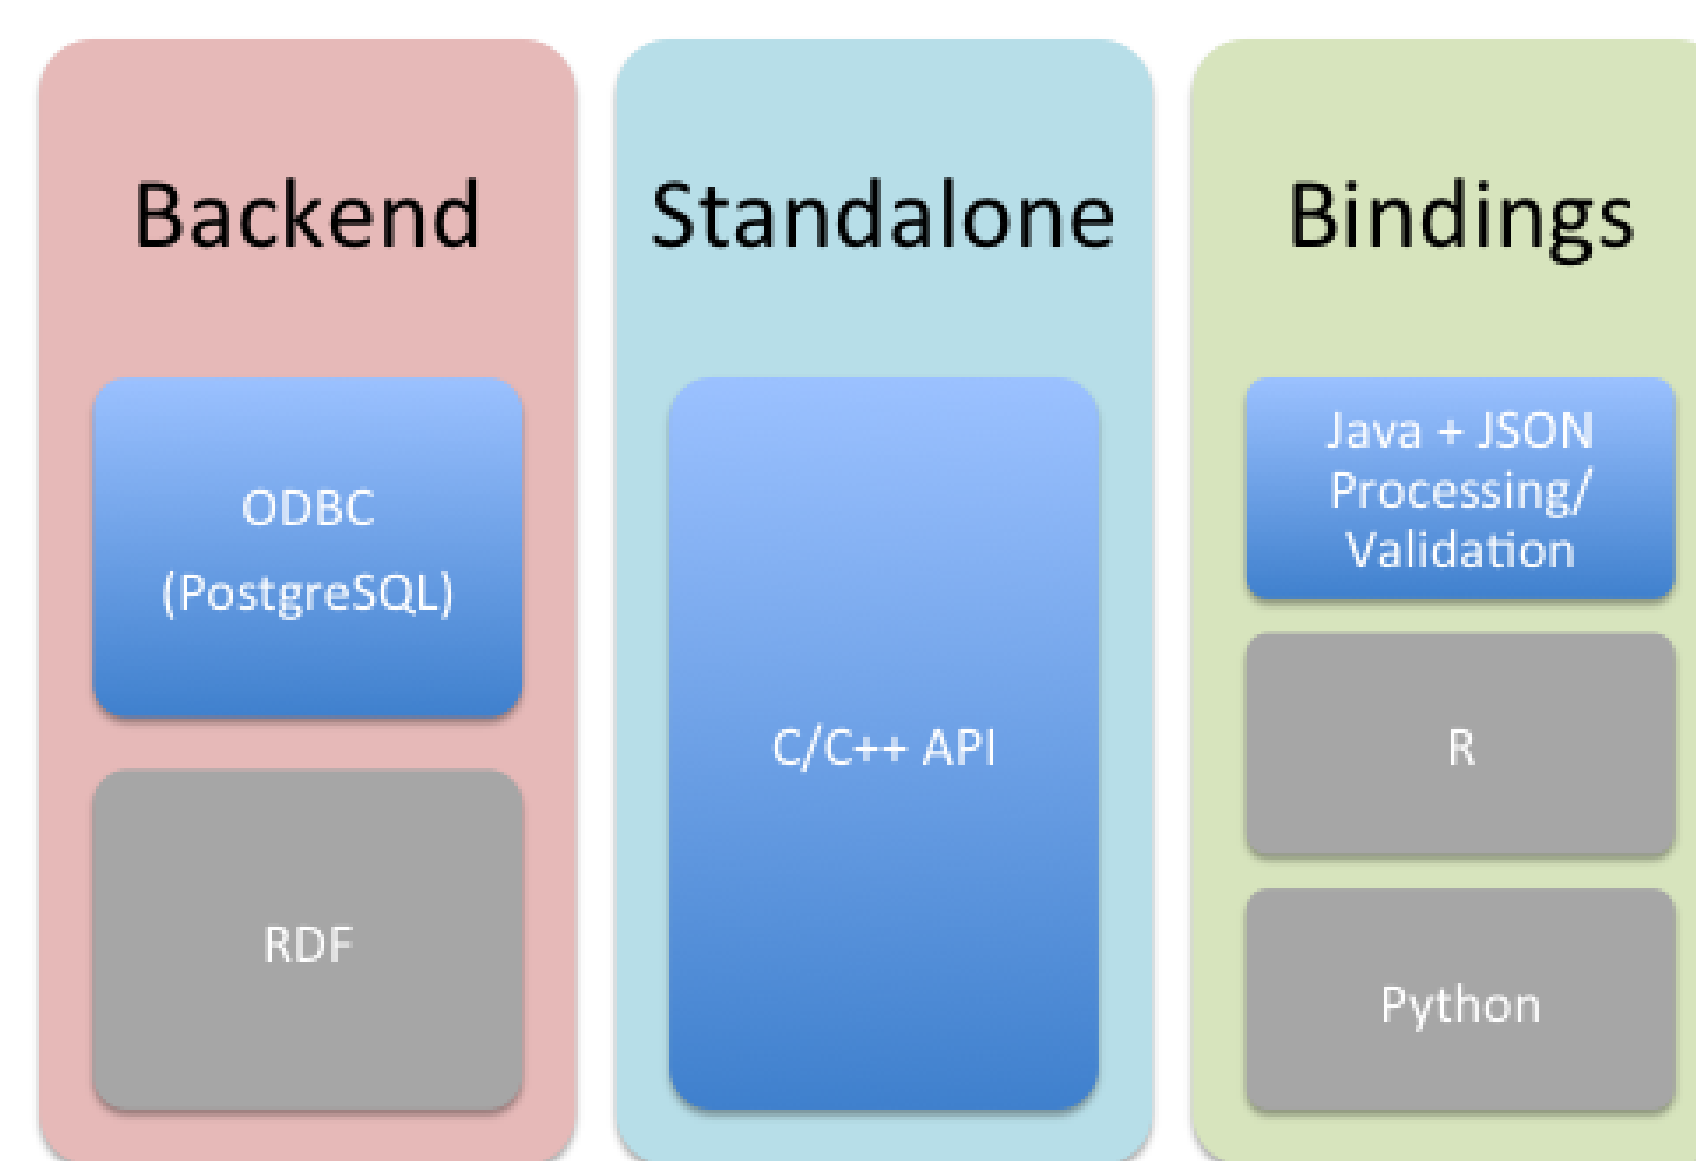 Backend
ODBC
(PostgreSQL)
RDF
Standalone
C/C++ API
Bindings
Java + JSON
Processing/
Validation
R
Python